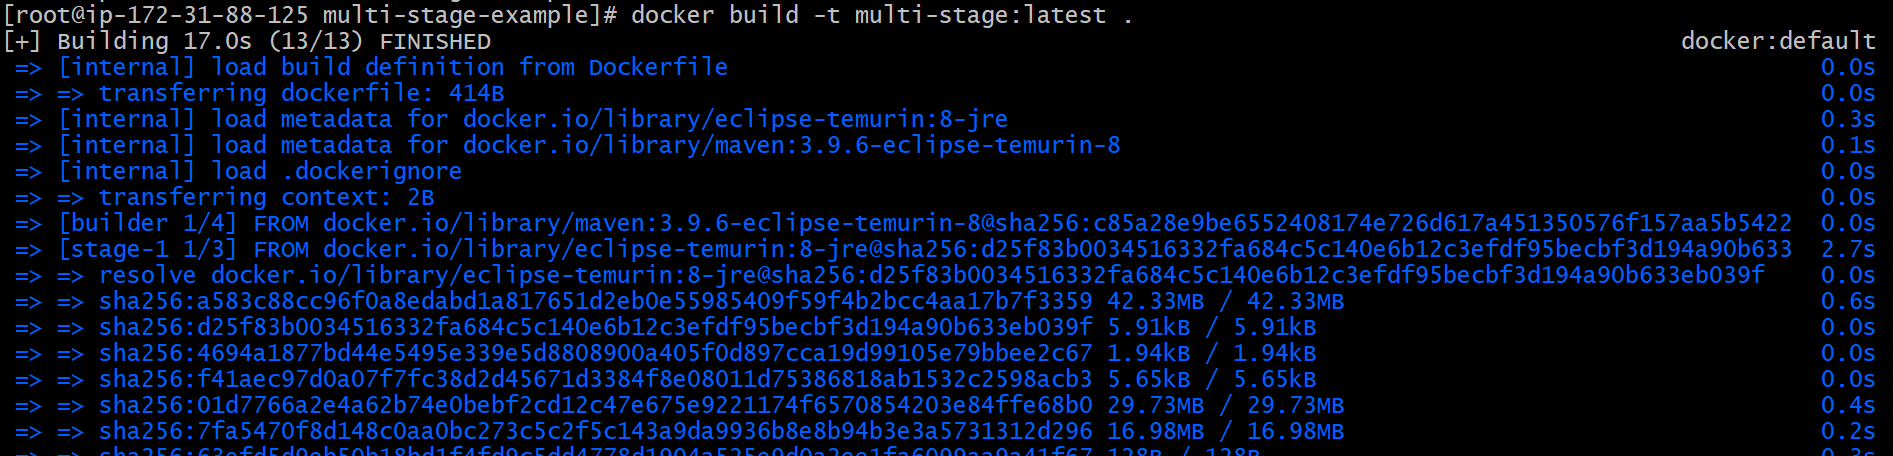 [root@ip-172-31-88-125 multi-stage-example]# docker build -t multi-stage:latest .
[+] Building 17.0s (13/13) FINISHED docker:default
=> [internal] load build definition from Dockerfile 0.0s
=> => transferring dockerfile: 414B 0.0s
=> [internal] load metadata for docker.io/library/eclipse-temurin:8-jre 0.3s
=> [internal] load metadata for docker.io/library/maven:3.9.6-eclipse-temurin-8 0.1s
=> [internal] load .dockerignore 0.0s
=> => transferring context: 2B 0.0s
=> [builder 1/4] FROM docker.io/library/maven:3.9.6-eclipse-temurin-8@sha256:c85a28e9be6552408174e726d617a451350576f157aa5b5422 0.0s
=> [stage-1 1/3] FROM docker.io/library/eclipse-temurin:8-jre@sha256:d25f83b0034516332fa684c5c140e6b12c3efdf95becbf3d194a90b633 2.7s
=> => resolve docker.io/library/eclipse-temurin:8-jre@sha256:d25f83b0034516332fa684c5c140e6b12c3efdf95becbf3d194a90b633eb039f 0.0s
=> => sha256:a583c88cc96f0a8edabd1a817651d2eb0e55985409f59f4b2bcc4aa17b7f3359 42.33MB / 42.33MB 0.6s
=> => sha256:d25f83b0034516332fa684c5c140e6b12c3efdf95becbf3d194a90b633eb039f 5.91kB / 5.91kB 0.0s
=> => sha256:4694a1877bd44e5495e339e5d8808900a405f0d897cca19d99105e79bbee2c67 1.94kB / 1.94kB 0.0s
=> => sha256:f41aec97d0a07f7fc38d2d45671d3384f8e08011d75386818ab1532c2598acb3 5.65kB / 5.65kB 0.0s
=> => sha256:01d7766a2e4a62b74e0bebf2cd12c47e675e9221174f6570854203e84ffe68b0 29.73MB / 29.73MB 0.4s
=> => sha256:7fa5470f8d148c0aa0bc273c5c2f5c143a9da9936b8e8b94b3e3a5731312d296 16.98MB / 16.98MB 0.2s